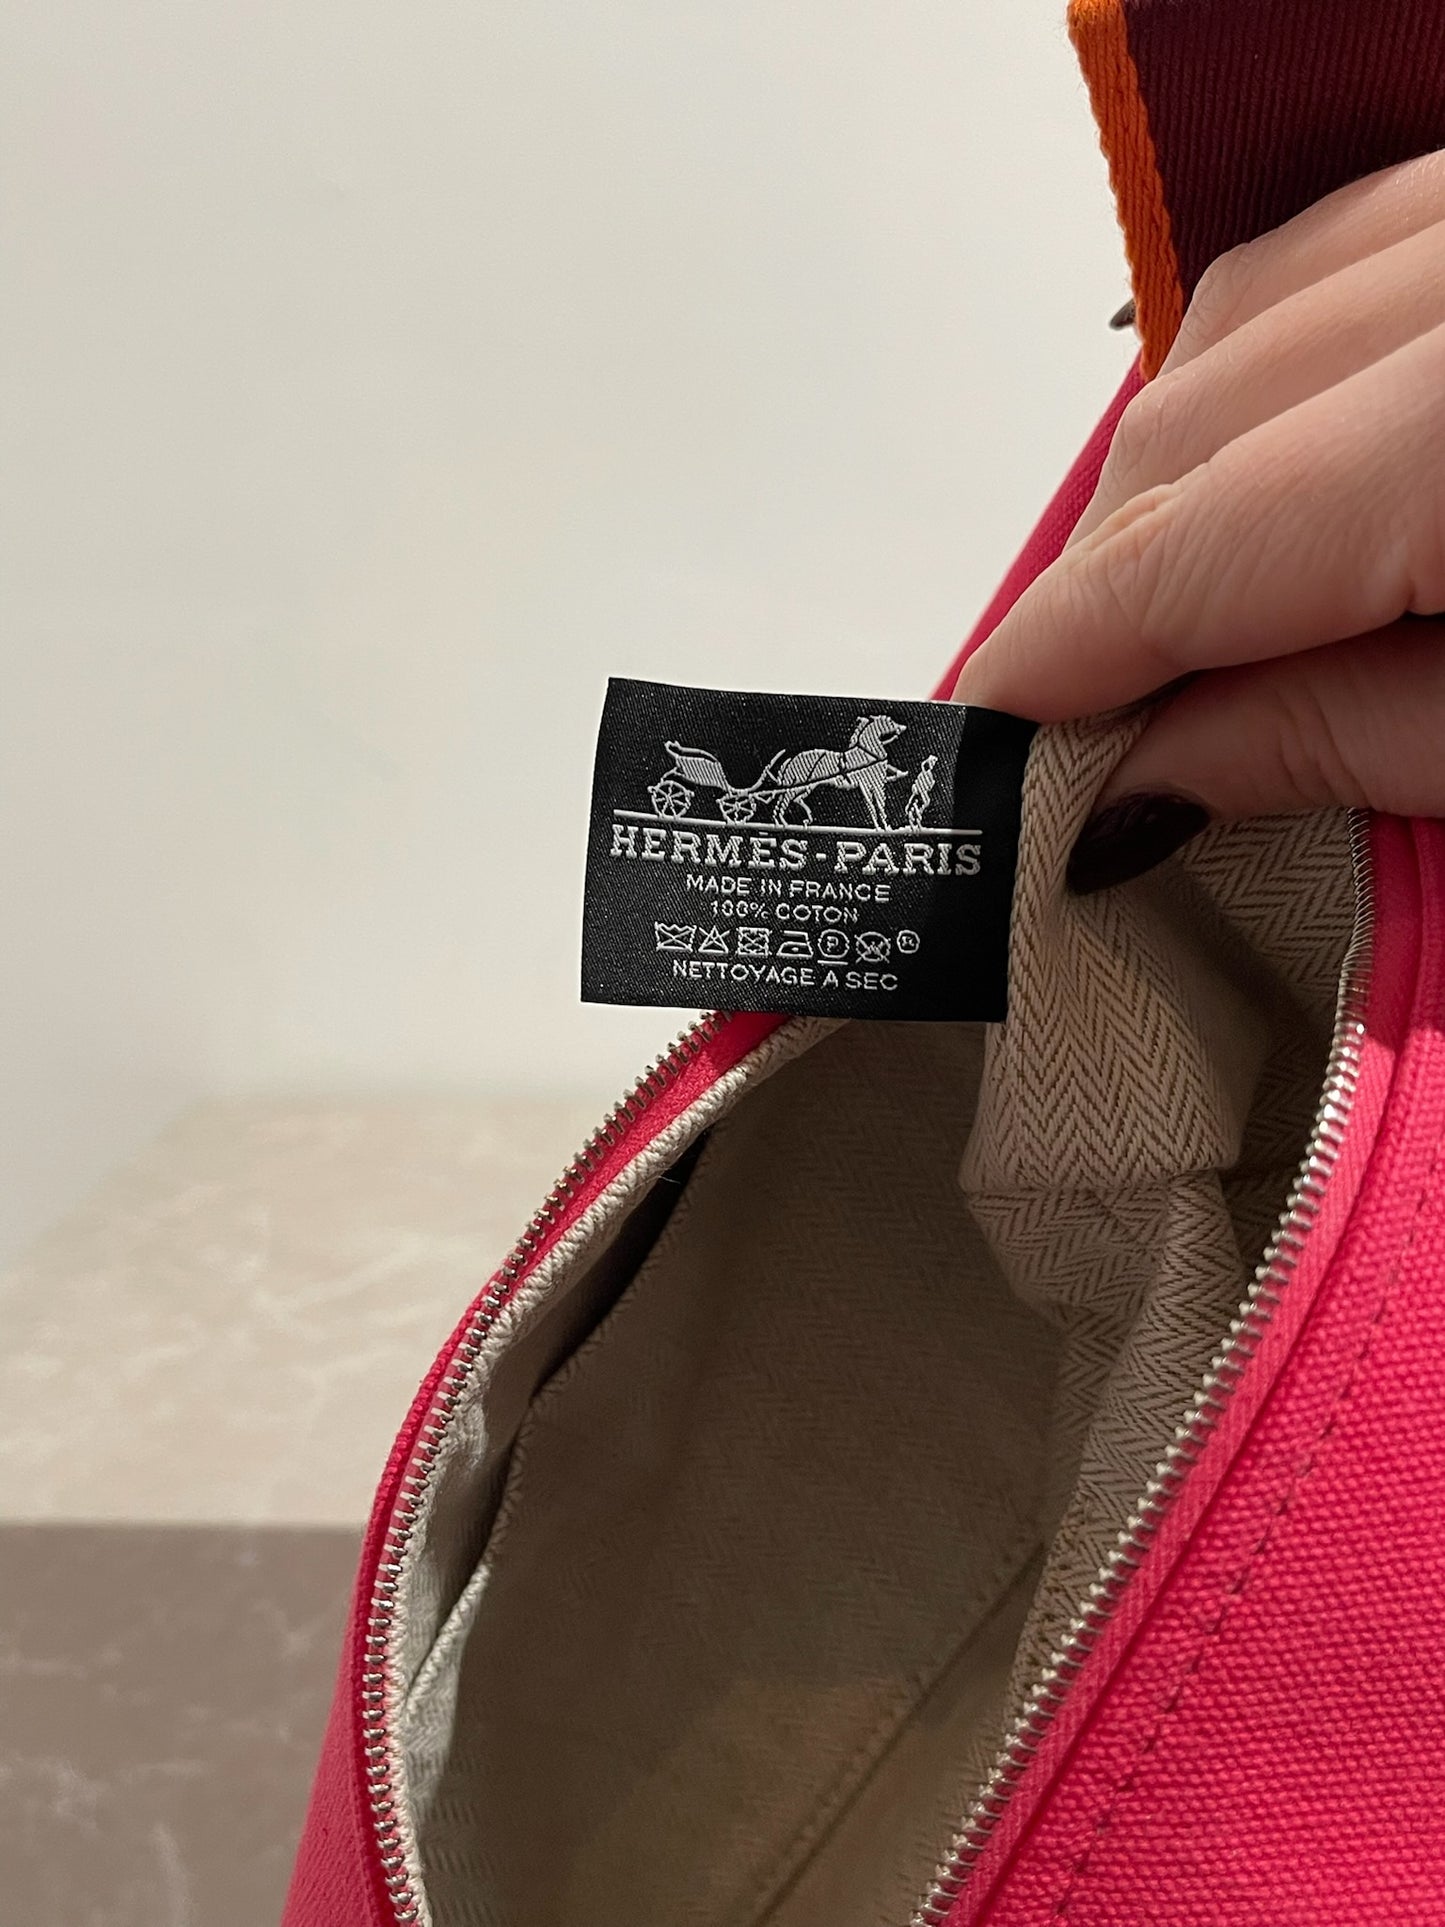 HERMÈS-PARIS
MADE IN FRANCE
100% COTON
P
®
NETTOYAGE A SEC